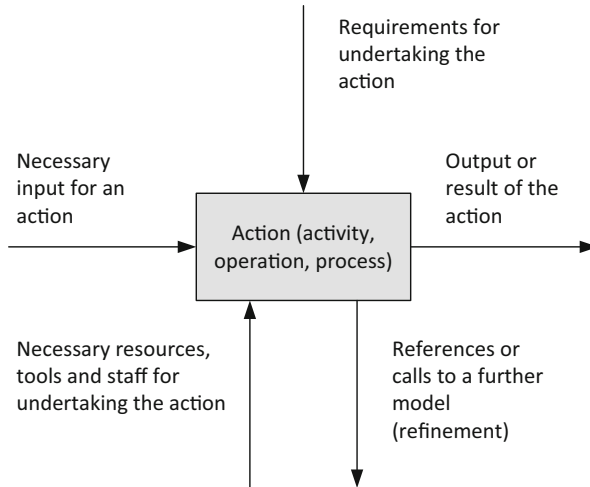 Requirements for
undertaking the
action
Necessary
input for an
action
Output or
result of the
action
Action (activity,
operation, process)
Necessary resources,
tools and staff for
undertaking the action
References or
calls to a further
model
(refinement)